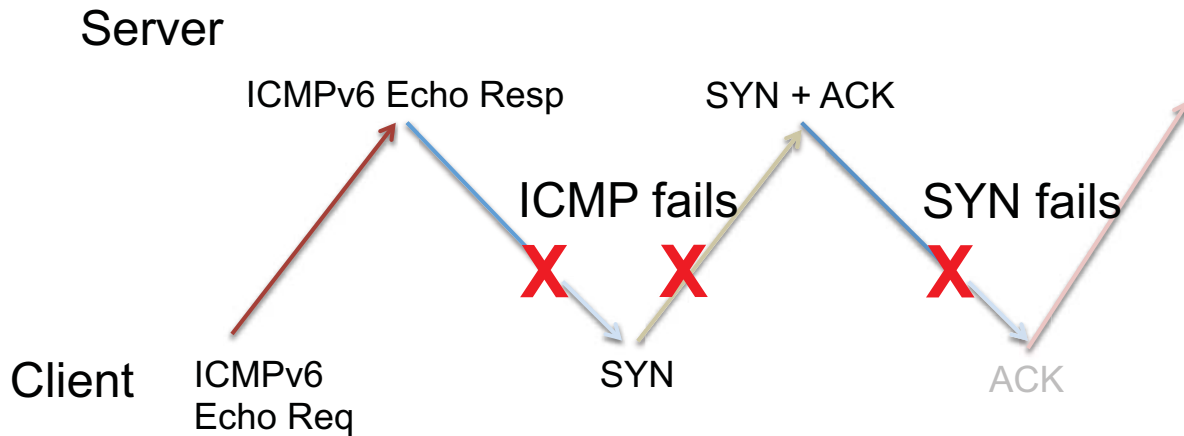 Server
ICMPv6 Echo Resp
SYN + ACK
ICMP fails
SYN fails
X
X
X
Client
ICMPv6
Echo Req
SYN
ACK